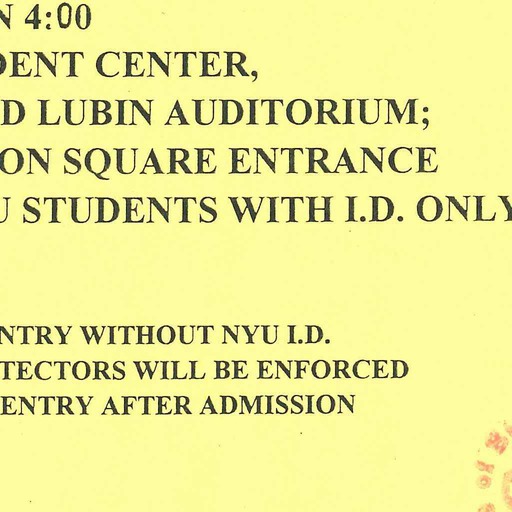 N 4:00
DENT CENTER,
D LUBIN AUDITORIUM;
ON SQUARE ENTRANCE
U STUDENTS WITH I.D. ONLY
NTRY WITHOUT NYU I.D.
TECTORS WILL BE ENFORCED
ENTRY AFTER ADMISSION